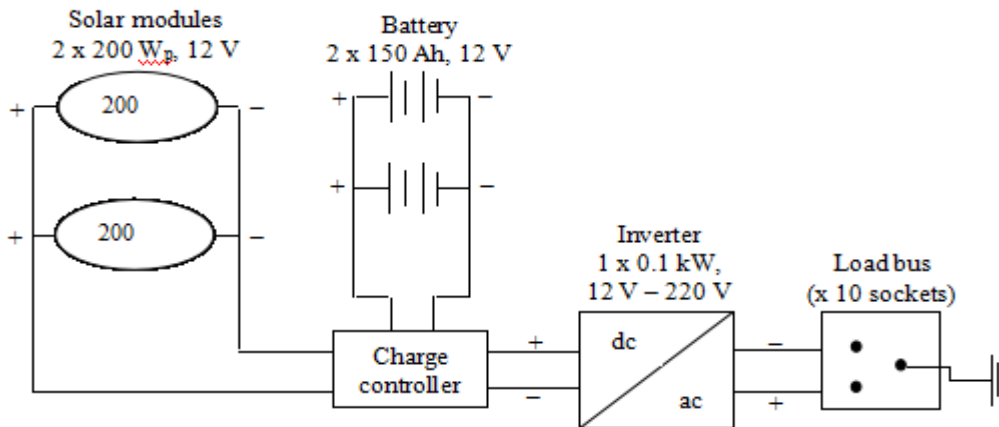 Solar modules
2 x 200 Wp, 12 V
Battery
2 x 150 Ah, 12 V
+
200
–
+
–
+
–
+
200
–
Inverter
1 x 0.1 kW,
12 V – 220 V
Load bus
(x 10 sockets)
Charge
controller
+
–
dc
ac
–
+